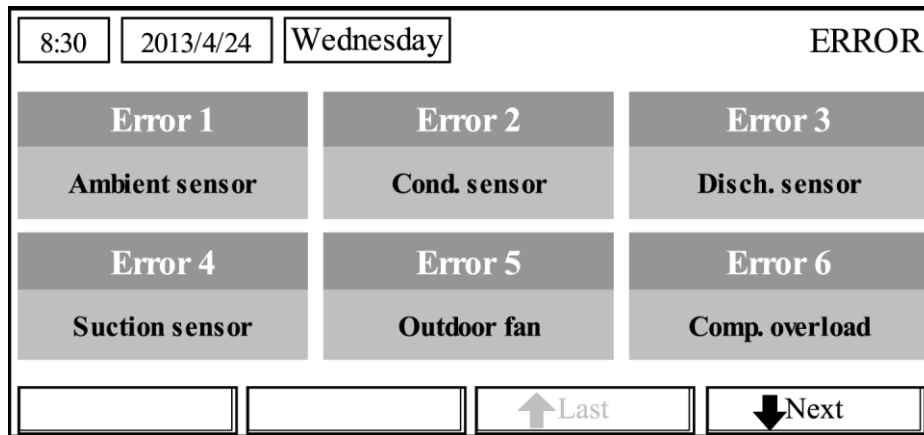 8:30 2013/4/24 Wednesday ERROR
Error 1 Error 2 Error 3
Ambient sensor Cond. sensor Disch. sensor
Error 4 Error 5 Error 6
Suction sensor Outdoor fan Comp. overload
Last Next